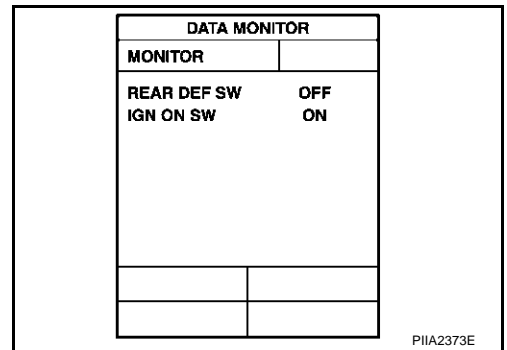 DATA MONITOR
MONITOR
REAR DEF SW OFF
IGN ON SW ON
PIIA2373E